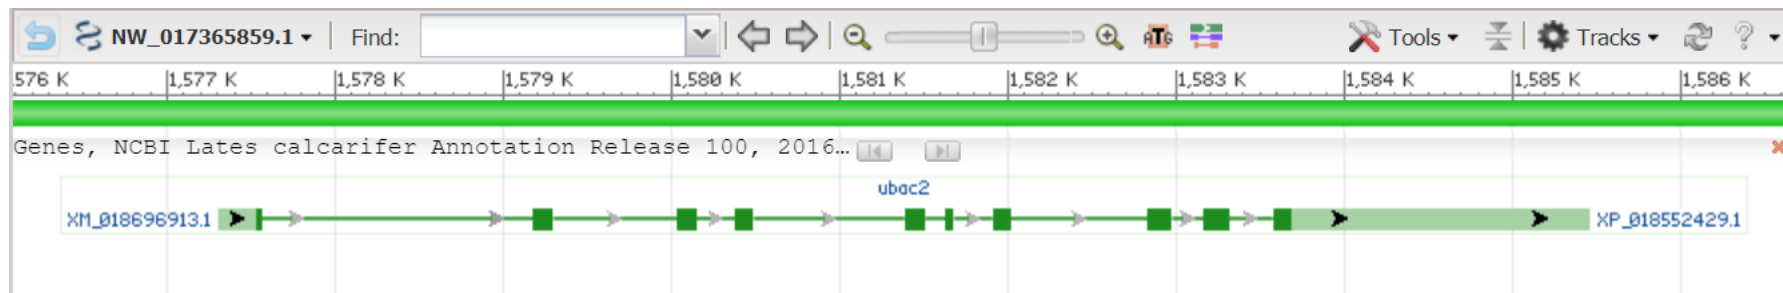 NW_017365859.1 Find: ATG Tools Tracks ?
576 K 1,577 K 1,578 K 1,579 K 1,580 K 1,581 K 1,582 K 1,583 K 1,584 K 1,585 K 1,586 K
Genes, NCBI Lates calcarifer Annotation Release 100, 2016…
ubac2
XM_018696913.1 XP_018552429.1